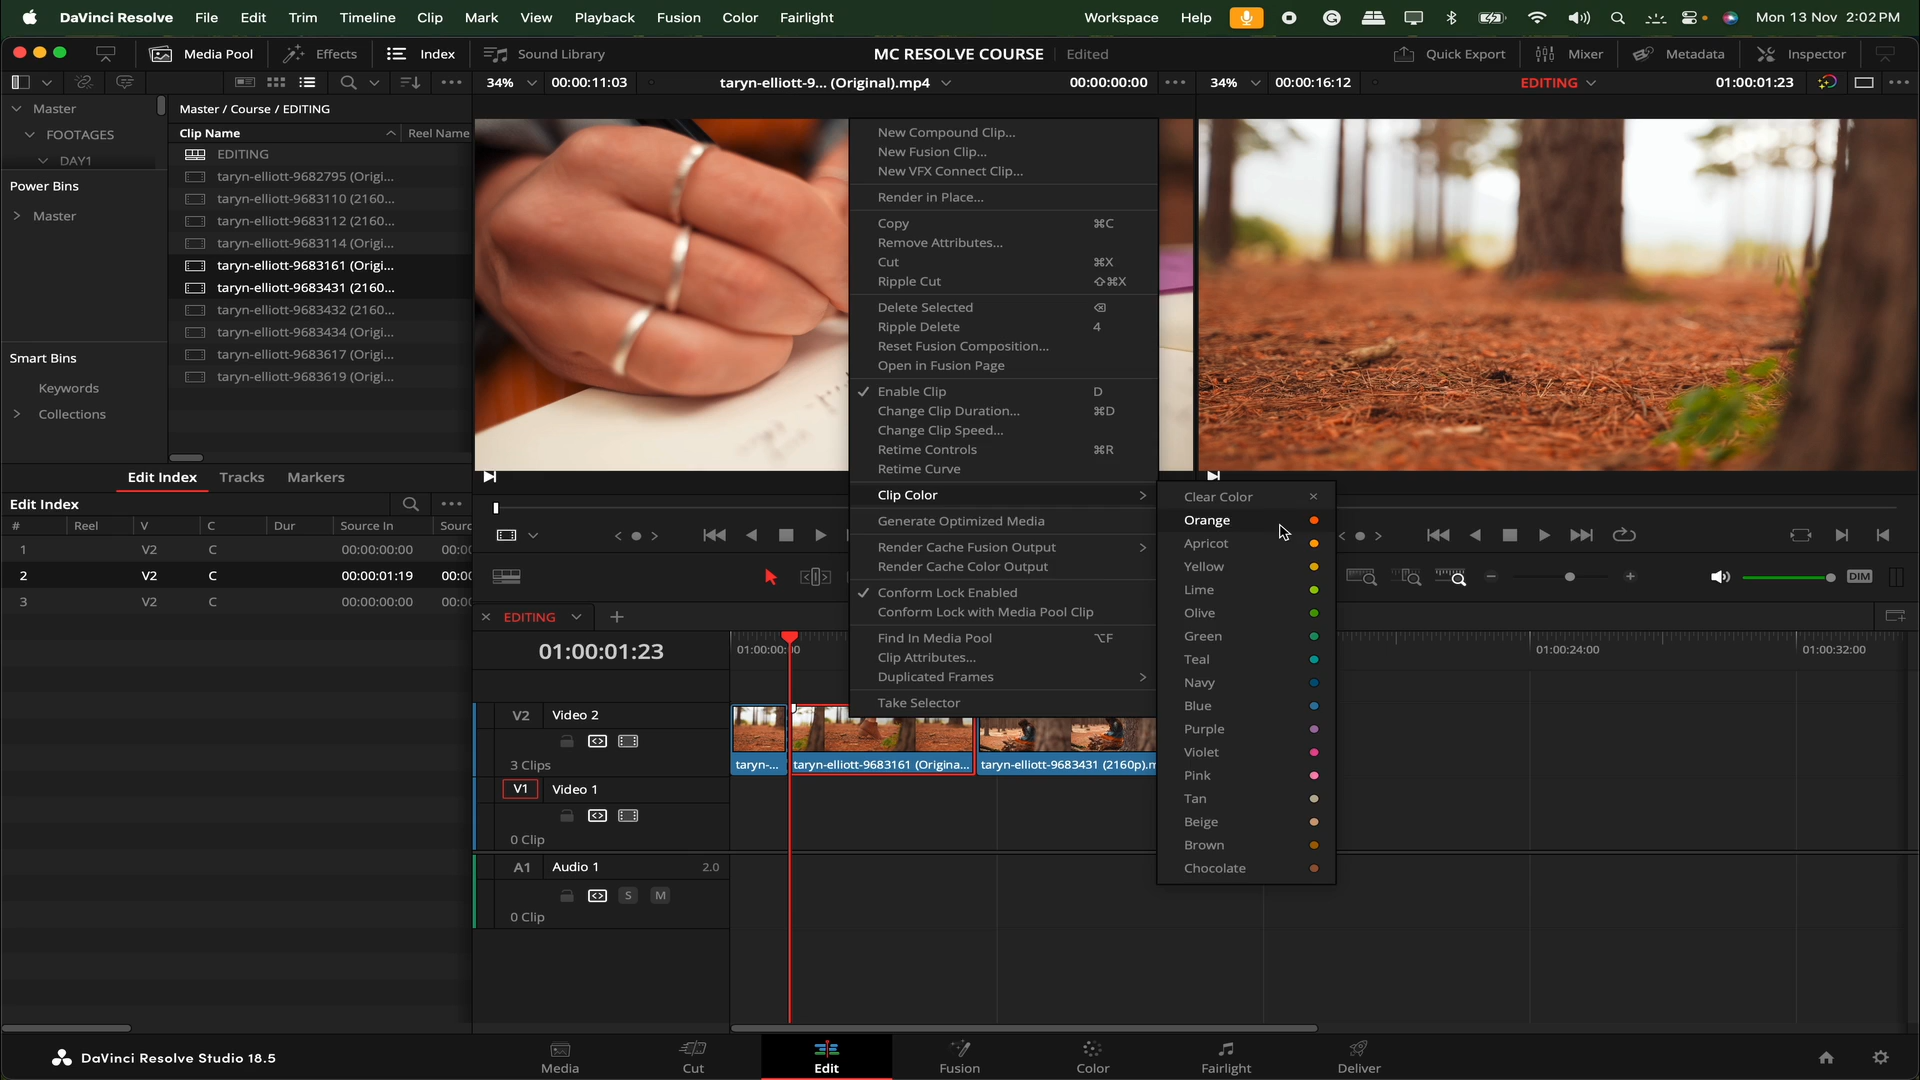 DaVinci Resolve File Edit Trim Timeline Clip Mark View Playback Fusion Color Fairlight Workspace Help Mon 13 Nov 2:02 PM
Media Pool Effects Index Sound Library MC RESOLVE COURSE Edited Quick Export Mixer Metadata Inspector
34% 00:00:11:03 taryn-elliott-9... (Original).mp4 00:00:00:00 34% 00:00:16:12 EDITING 01:00:01:23
Master
FOOTAGES
DAY1
Power Bins
Master
Smart Bins
Keywords
Collections
Master / Course / EDITING
Clip Name Reel Name
EDITING
taryn-elliott-9682795 (Origi...
taryn-elliott-9683110 (2160...
taryn-elliott-9683112 (2160...
taryn-elliott-9683114 (Origi...
taryn-elliott-9683161 (Origi...
taryn-elliott-9683431 (2160...
taryn-elliott-9683432 (2160...
taryn-elliott-9683434 (Origi...
taryn-elliott-9683617 (Origi...
taryn-elliott-9683619 (Origi...
New Compound Clip...
New Fusion Clip...
New VFX Connect Clip...
Render in Place...
Copy ⌘C
Remove Attributes...
Cut ⌘X
Ripple Cut ⇧⌘X
Delete Selected ⌫
Ripple Delete 4
Reset Fusion Composition...
Open in Fusion Page
✓ Enable Clip D
Change Clip Duration... ⌘D
Change Clip Speed...
Retime Controls ⌘R
Retime Curve
Clip Color >
Generate Optimized Media
Render Cache Fusion Output >
Render Cache Color Output
✓ Conform Lock Enabled
Conform Lock with Media Pool Clip
Find In Media Pool ⌥F
Clip Attributes...
Duplicated Frames >
Take Selector
Clear Color ×
Orange
Apricot
Yellow
Lime
Olive
Green
Teal
Navy
Blue
Purple
Violet
Pink
Tan
Beige
Brown
Chocolate
Edit Index Tracks Markers
Edit Index
# Reel V C Dur Source In Sourc
1 V2 C 00:00:00:00 00:0
2 V2 C 00:00:01:19 00:0
3 V2 C 00:00:00:00 00:0
DIM
EDITING
01:00:01:23
01:00:00:00 01:00:24:00 01:00:32:00
V2 Video 2
3 Clips
taryn-... taryn-elliott-9683161 (Origina... taryn-elliott-9683431 (2160p).m
V1 Video 1
0 Clip
A1 Audio 1 2.0
S M
0 Clip
DaVinci Resolve Studio 18.5
Media Cut Edit Fusion Color Fairlight Deliver